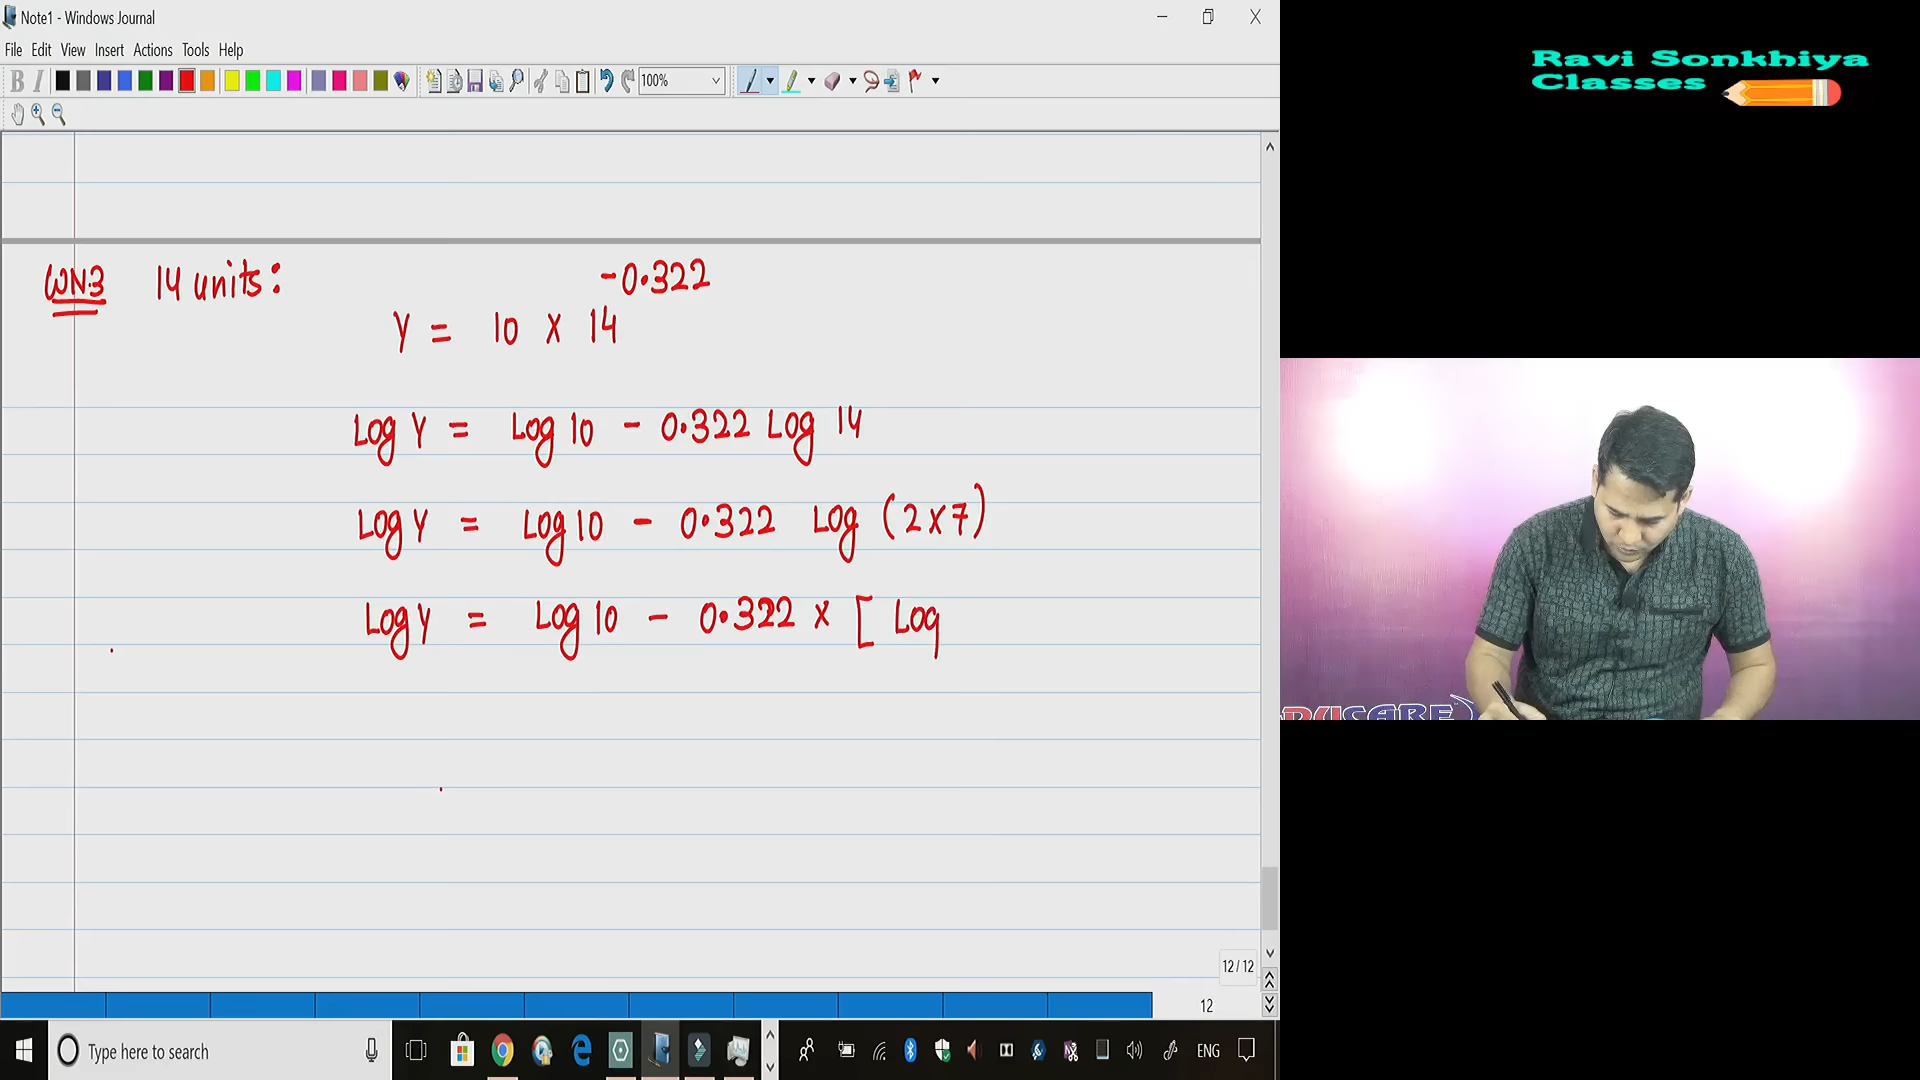 Note1 - Windows Journal
File Edit View Insert Actions Tools Help
B I 100%
Ravi Sonkhiya
Classes
WN.3 14 units:
-0.322
Y = 10 x 14
Log Y = Log 10 - 0.322 Log 14
Log Y = Log 10 - 0.322 Log (2x7)
Log Y = Log 10 - 0.322 x [ Log
12 / 12
12
Type here to search
ENG